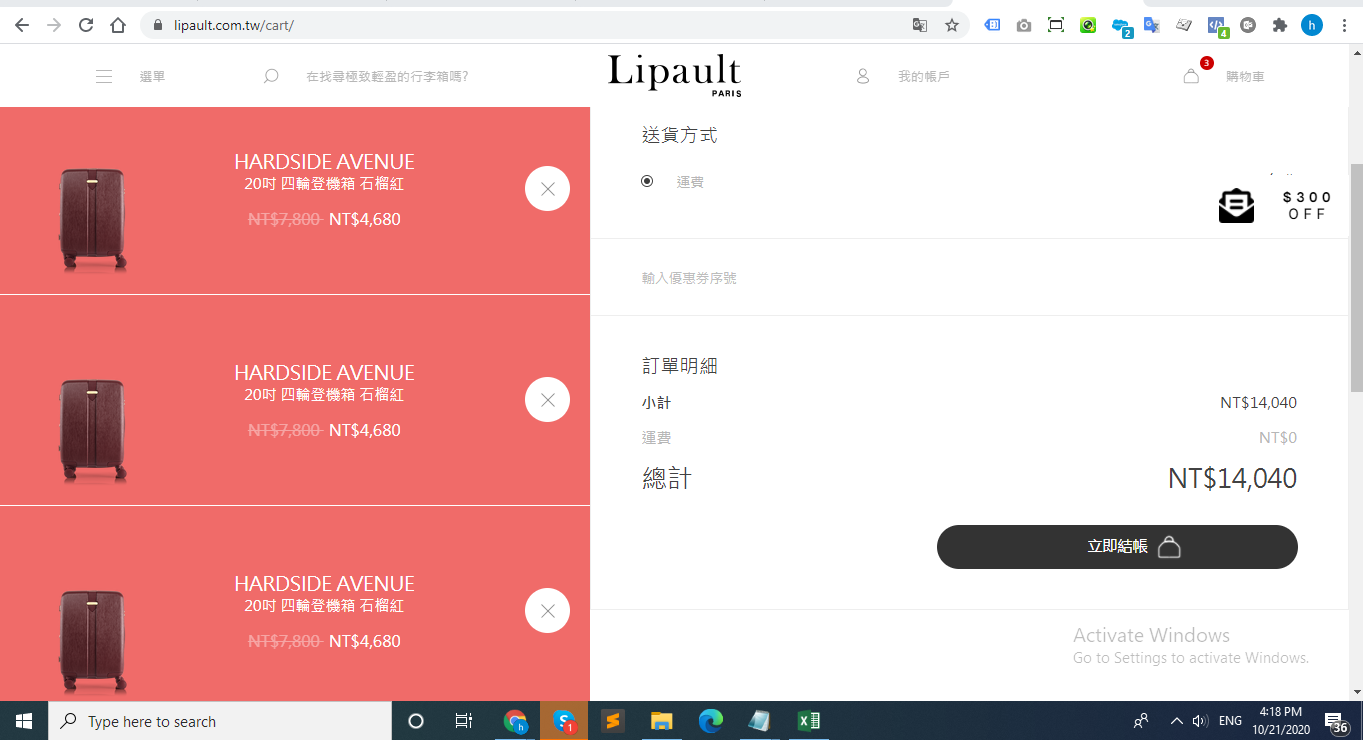 lipault.com.tw/cart/
2
4
h
選單
在找尋極致輕盈的行李箱嗎?
Lipault
PARIS
我的帳戶
3
購物車
HARDSIDE AVENUE
20吋 四輪登機箱 石榴紅
NT$7,800 NT$4,680
HARDSIDE AVENUE
20吋 四輪登機箱 石榴紅
NT$7,800 NT$4,680
HARDSIDE AVENUE
20吋 四輪登機箱 石榴紅
NT$7,800 NT$4,680
送貨方式
運費
$300
OFF
輸入優惠券序號
訂單明細
小計 NT$14,040
運費 NT$0
總計 NT$14,040
立即結帳
Activate Windows
Go to Settings to activate Windows.
Type here to search
h
1
ENG
4:18 PM
10/21/2020
36